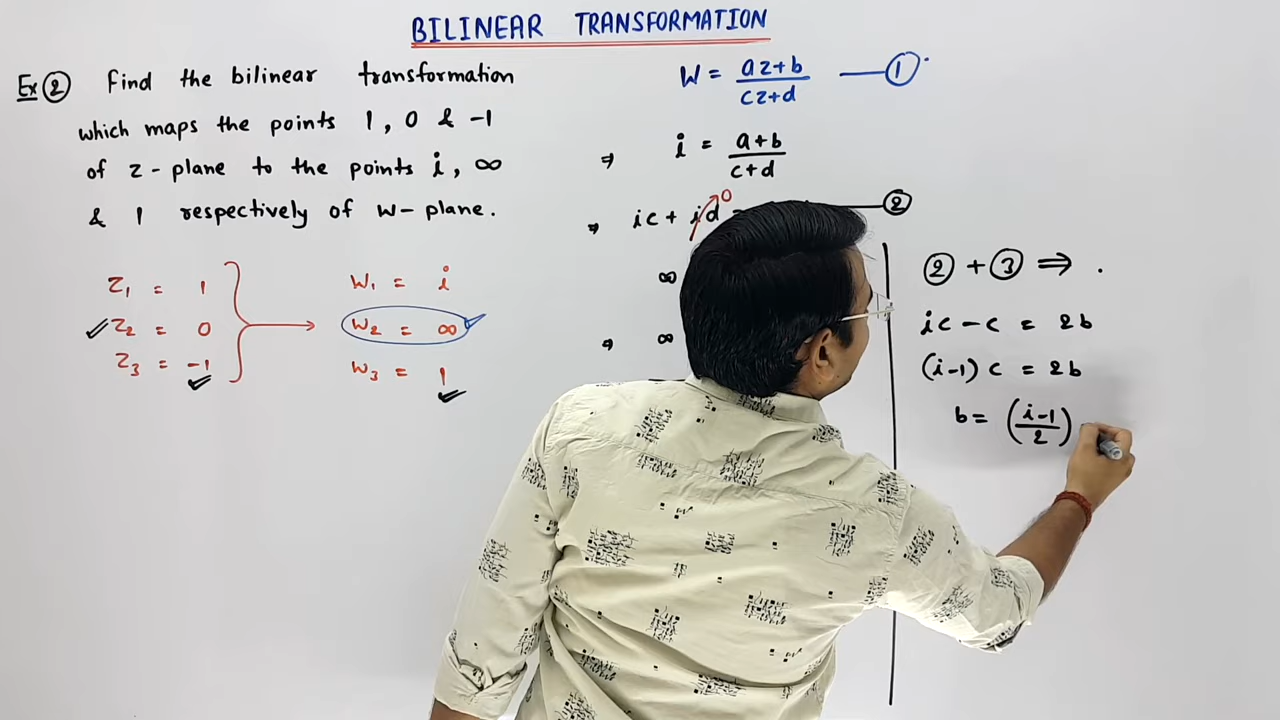 BILINEAR TRANSFORMATION
Ex ② Find the bilinear transformation
which maps the points 1, 0 & -1
of z-plane to the points i, ∞
& 1 respectively of w-plane.
z₁ = 1
z₂ = 0
z₃ = -1
w₁ = i
w₂ = ∞
w₃ = 1
w = az+b / cz+d — ①
⇒ i = a+b / c+d
⇒ ic + id⁰ = — ②
∞
⇒ ∞
② + ③ ⇒ .
ic - c = 2b
(i-1) c = 2b
b = (i-1 / 2)